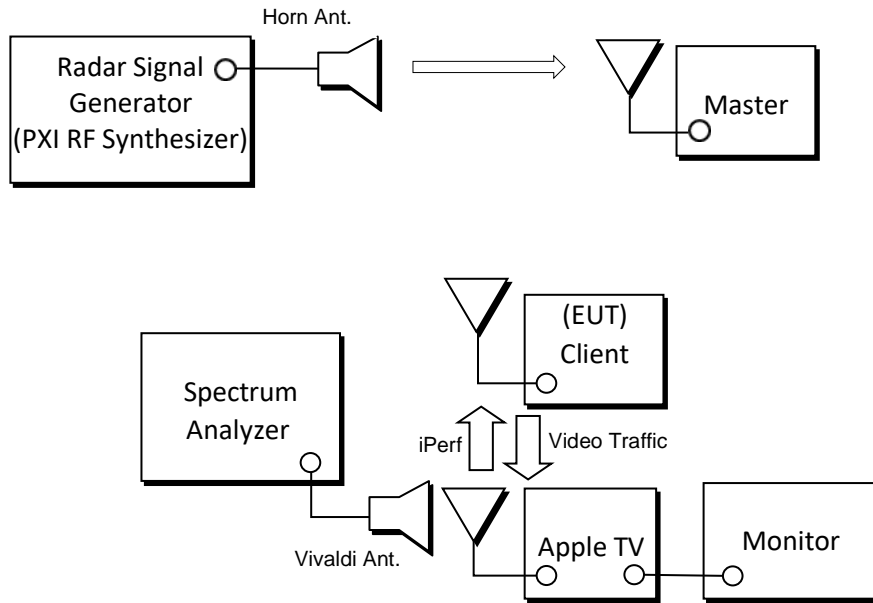 Horn Ant.
Radar Signal
Generator
(PXI RF Synthesizer)
Master
(EUT)
Client
Spectrum
Analyzer
iPerf
Video Traffic
Vivaldi Ant.
Apple TV
Monitor